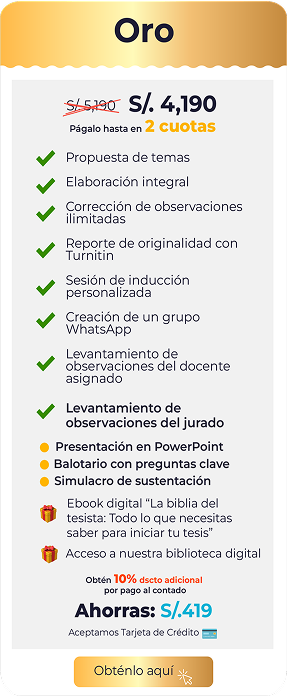 Oro
S/. 5,190 S/. 4,190
Págalo hasta en 2 cuotas
Propuesta de temas
Elaboración integral
Corrección de observaciones
ilimitadas
Reporte de originalidad con
Turnitin
Sesión de inducción
personalizada
Creación de un grupo
WhatsApp
Levantamiento de
observaciones del docente
asignado
Levantamiento de
observaciones del jurado
Presentación en PowerPoint
Balotario con preguntas clave
Simulacro de sustentación
Ebook digital “La biblia del
tesista: Todo lo que necesitas
saber para iniciar tu tesis”
Acceso a nuestra biblioteca digital
Obtén 10% dscto adicional
por pago al contado
Ahorras: S/.419
Aceptamos Tarjeta de Crédito
Obténlo aquí